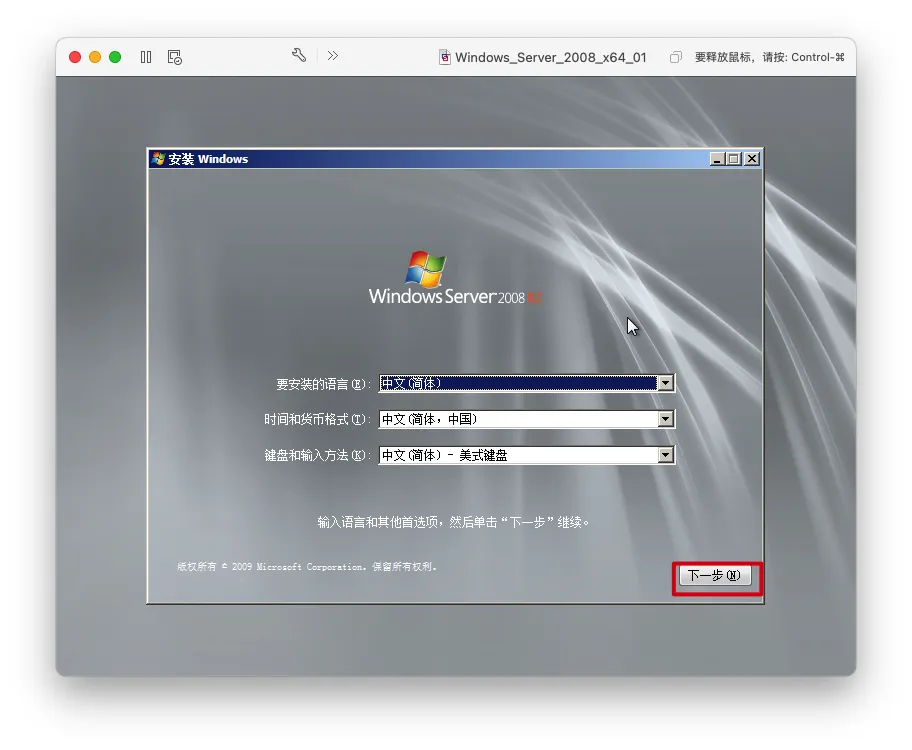 Windows_Server_2008_x64_01
要释放鼠标，请按: Control-⌘
安装 Windows
Windows Server 2008 R2
要安装的语言(E): 中文(简体)
时间和货币格式(T): 中文(简体，中国)
键盘和输入方法(K): 中文(简体) - 美式键盘
输入语言和其他首选项，然后单击“下一步”继续。
版权所有 © 2009 Microsoft Corporation。保留所有权利。
下一步(N)